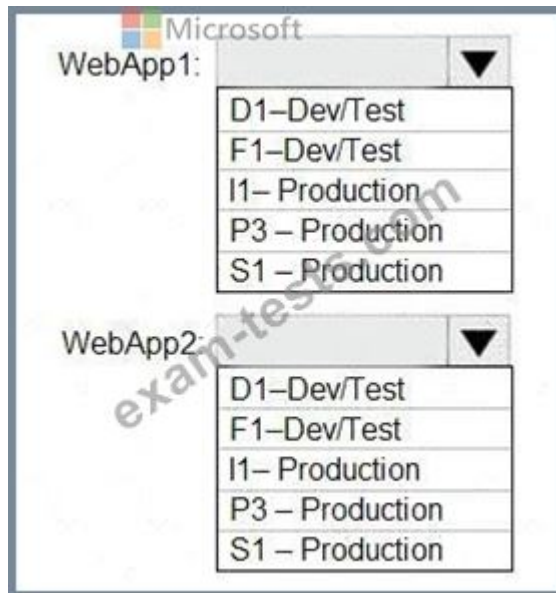 Microsoft
WebApp1:
D1–Dev/Test
F1–Dev/Test
I1– Production
P3 – Production
S1 – Production
WebApp2:
D1–Dev/Test
F1–Dev/Test
I1– Production
P3 – Production
S1 – Production
exam-tests.com